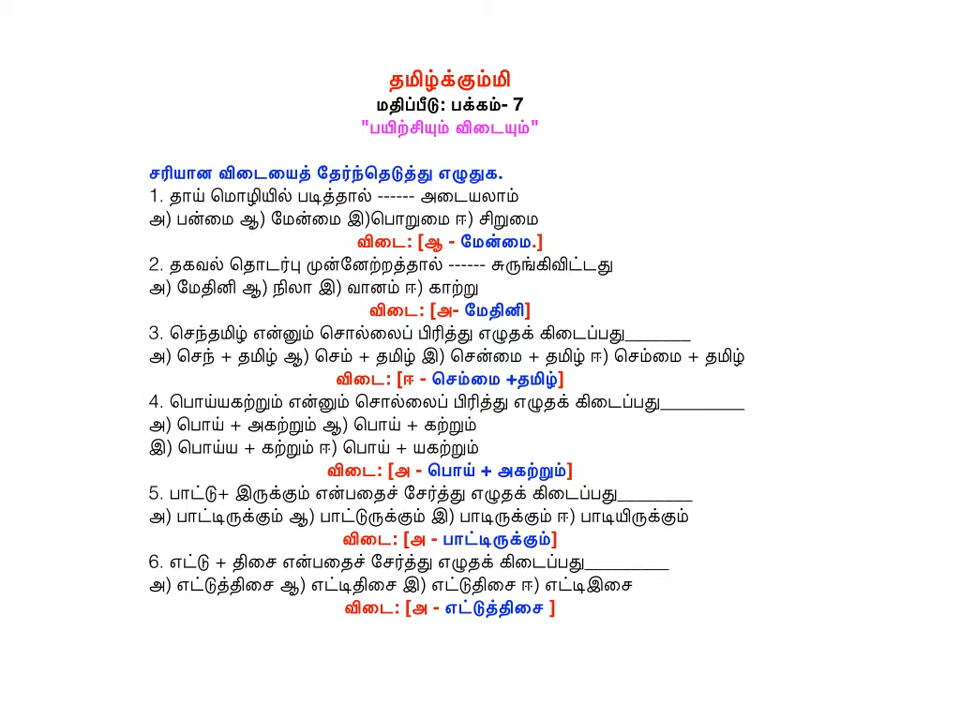 தமிழ்க்கும்மி
மதிப்பீடு: பக்கம்- 7
"பயிற்சியும் விடையும்"
சரியான விடையைத் தேர்ந்தெடுத்து எழுதுக.
1. தாய் மொழியில் படித்தால் ------ அடையலாம்
அ) பன்மை ஆ) மேன்மை இ)பொறுமை ஈ) சிறுமை
விடை: [ஆ - மேன்மை.]
2. தகவல் தொடர்பு முன்னேற்றத்தால் ------ சுருங்கிவிட்டது
அ) மேதினி ஆ) நிலா இ) வானம் ஈ) காற்று
விடை: [அ- மேதினி]
3. செந்தமிழ் என்னும் சொல்லைப் பிரித்து எழுதக் கிடைப்பது_______
அ) செந் + தமிழ் ஆ) செம் + தமிழ் இ) சென்மை + தமிழ் ஈ) செம்மை + தமிழ்
விடை: [ஈ - செம்மை +தமிழ்]
4. பொய்யகற்றும் என்னும் சொல்லைப் பிரித்து எழுதக் கிடைப்பது_________
அ) பொய் + அகற்றும் ஆ) பொய் + கற்றும்
இ) பொய்ய + கற்றும் ஈ) பொய் + யகற்றும்
விடை: [அ - பொய் + அகற்றும்]
5. பாட்டு+ இருக்கும் என்பதைச் சேர்த்து எழுதக் கிடைப்பது________
அ) பாட்டிருக்கும் ஆ) பாட்டுருக்கும் இ) பாடிருக்கும் ஈ) பாடியிருக்கும்
விடை: [அ - பாட்டிருக்கும்]
6. எட்டு + திசை என்பதைச் சேர்த்து எழுதக் கிடைப்பது_________
அ) எட்டுத்திசை ஆ) எட்டிதிசை இ) எட்டுதிசை ஈ) எட்டிஇசை
விடை: [அ - எட்டுத்திசை ]